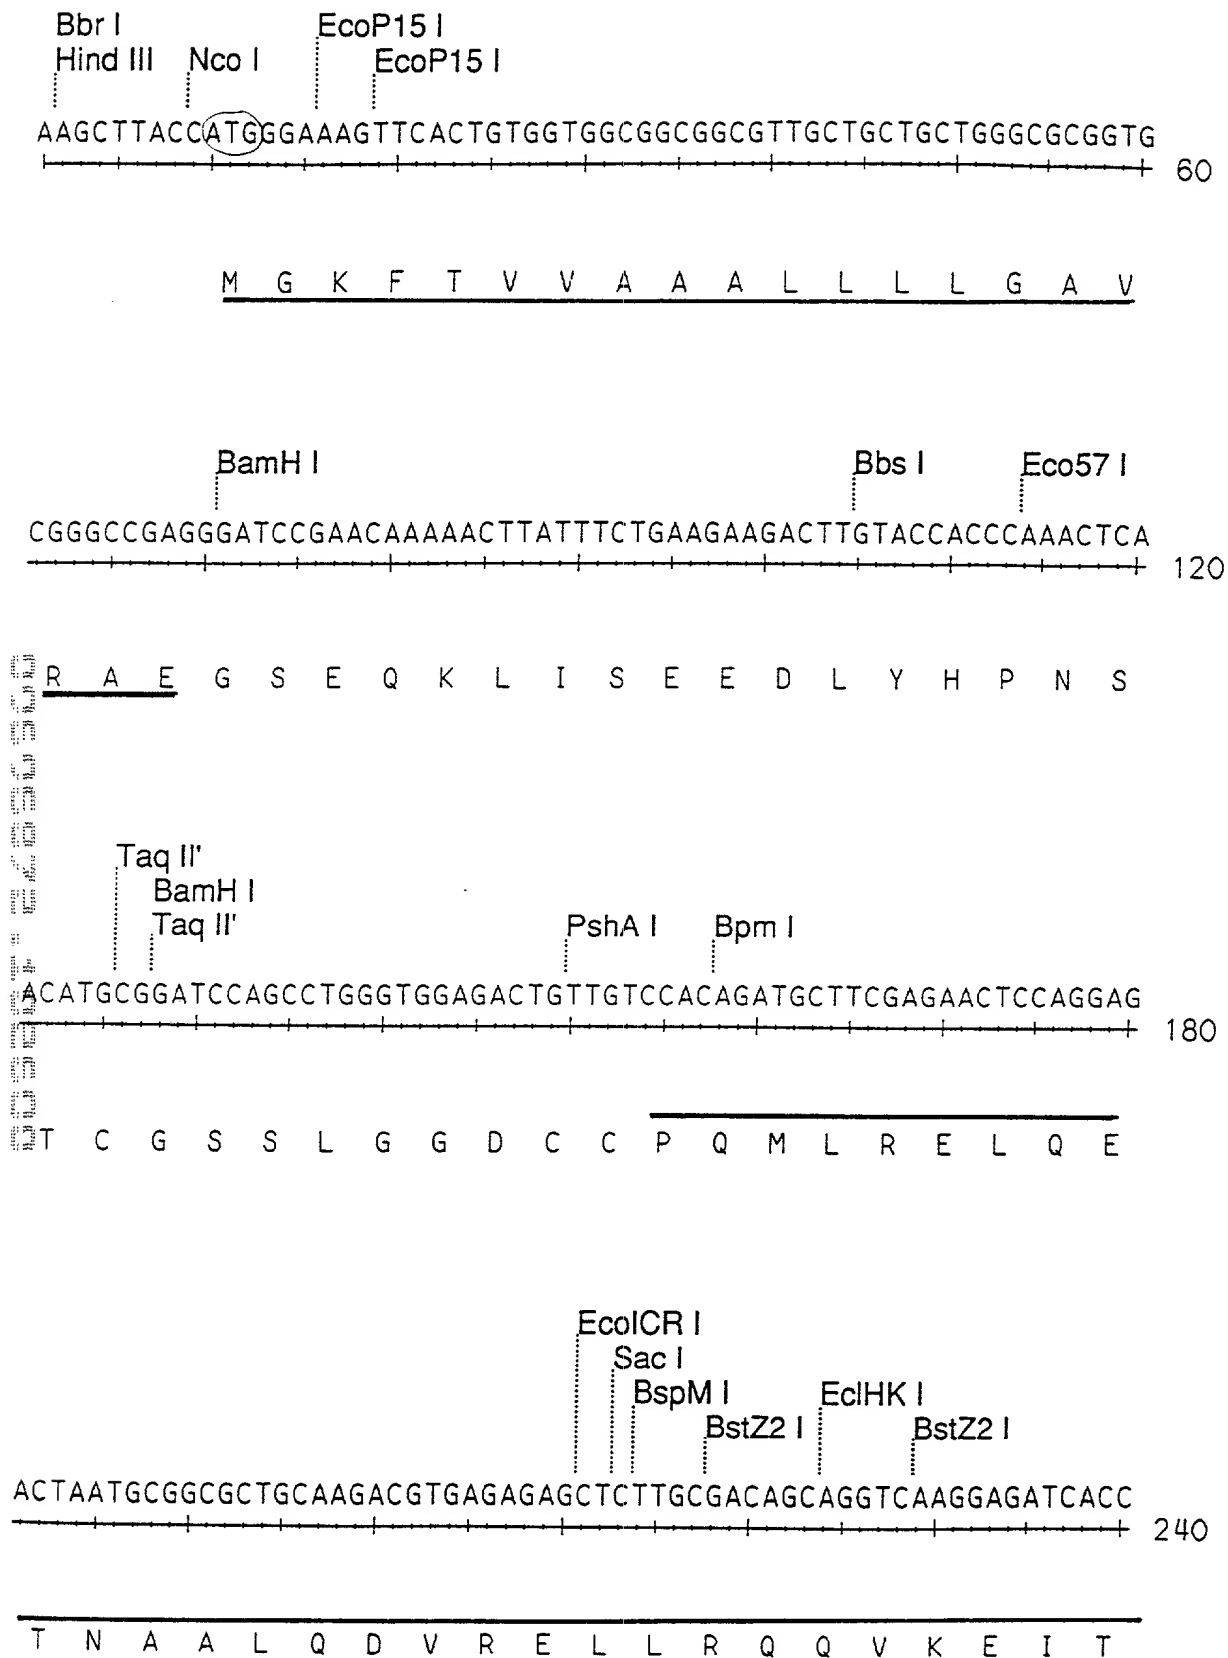 Bbr I EcoP15 I
Hind III Nco I EcoP15 I
AAGCTTACCATGGGAAAGTTCACTGTGGTGGCGGCGGCGTTGCTGCTGCTGGGCGCGGTG
60
M G K F T V V A A A L L L L G A V
BamH I Bbs I Eco57 I
CGGGCCGAGGGATCCGAACAAAAACTTATTTCTGAAGAAGACTTGTACCACCCAAACTCA
120
R A E G S E Q K L I S E E D L Y H P N S
Taq II'
BamH I
Taq II' PshA I Bpm I
ACATGCGGATCCAGCCTGGGTGGAGACTGTTGTCCACAGATGCTTCGAGAACTCCAGGAG
180
T C G S S L G G D C C P Q M L R E L Q E
EcoICR I
Sac I
BspM I EclHK I
BstZ2 I BstZ2 I
ACTAATGCGGCGCTGCAAGACGTGAGAGAGCTCTTGCGACAGCAGGTCAAGGAGATCACC
240
T N A A L Q D V R E L L R Q Q V K E I T